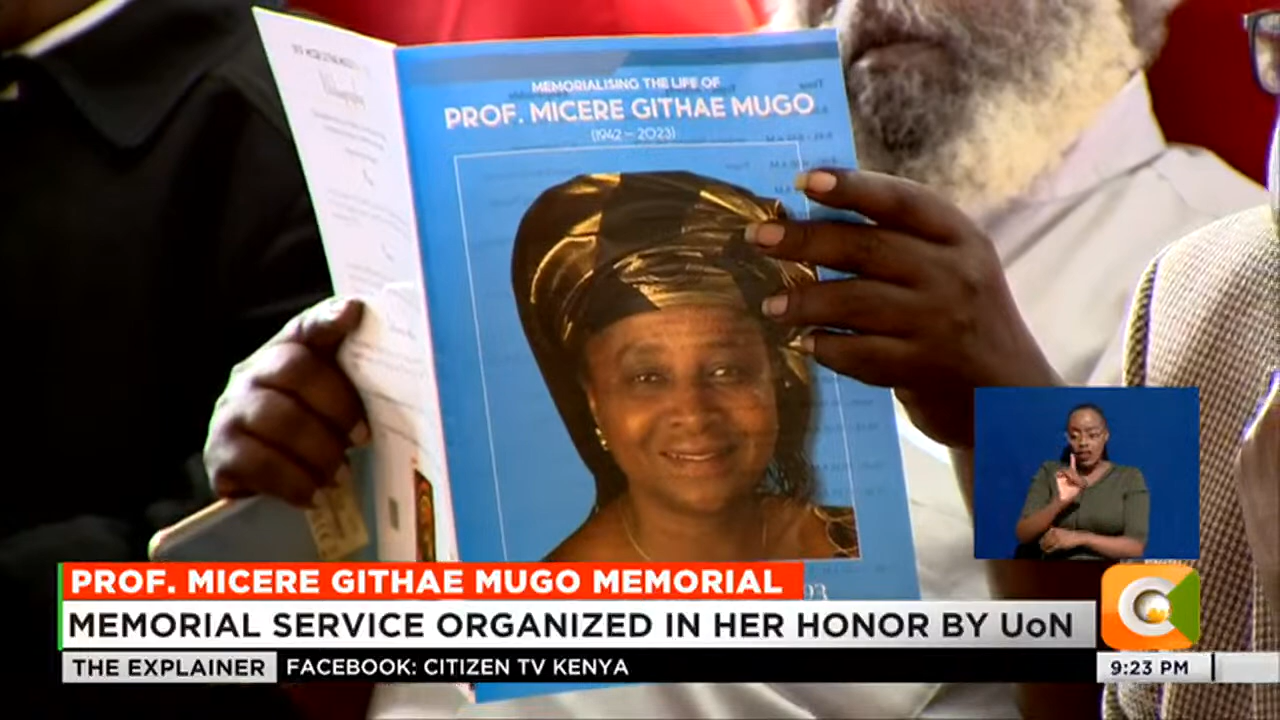 MEMORIALISING THE LIFE OF
PROF. MICERE GITHAE MUGO
(1942 – 2023)
PROF. MICERE GITHAE MUGO MEMORIAL
MEMORIAL SERVICE ORGANIZED IN HER HONOR BY UoN
THE EXPLAINER
FACEBOOK: CITIZEN TV KENYA
9:23 PM